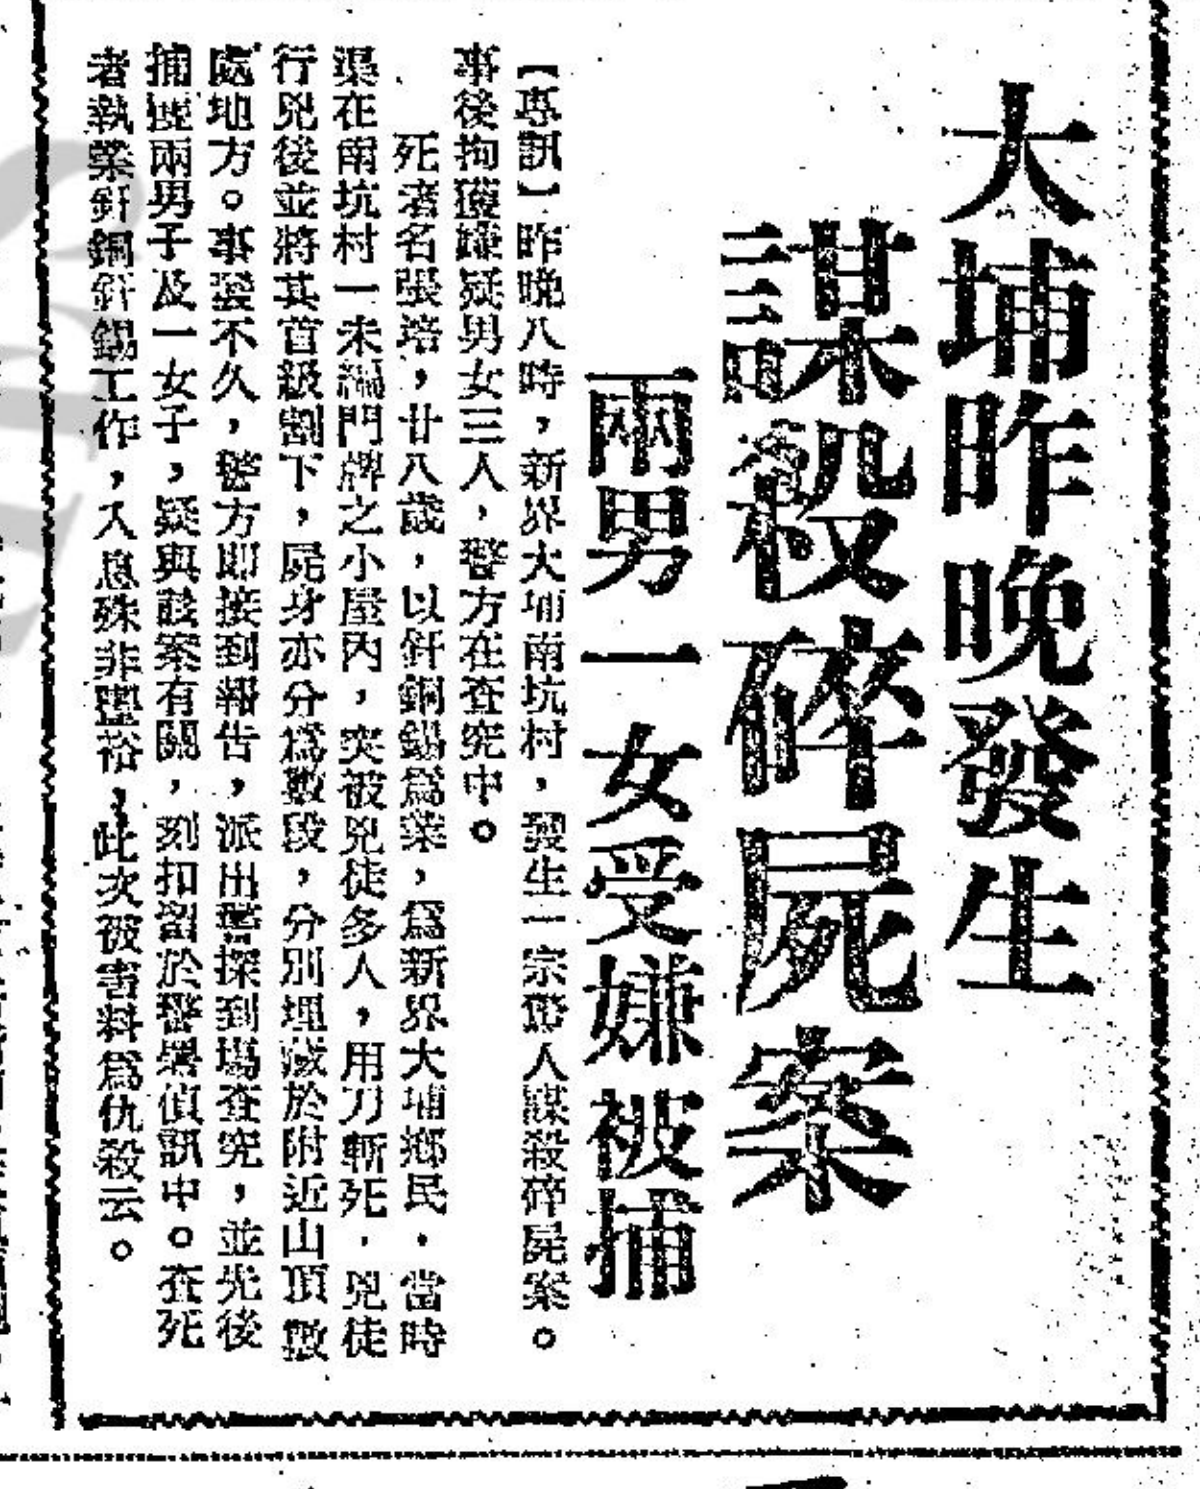 大埔昨晚發生
謀殺碎屍案
兩男一女受嫌被捕
【專訊】昨晚八時，新界大埔南坑村，發生一宗驚人謀殺碎屍案。
事後拘獲嫌疑男女三人，警方在查究中。
死者名張培，廿八歲，以釬銅錫爲業，爲新界大埔鄉民，當時
渠在南坑村一未編門牌之小屋內，突被兇徒多人，用刀斬死，兇徒
行兇後並將其首級割下，屍身亦分爲數段，分別埋藏於附近山頂數
處地方。事發不久，警方即接到報告，派出警探到場查究，並先後
捕獲兩男子及一女子，疑與該案有關，刻扣留於警署偵訊中。查死
者執業釬銅釬錫工作，入息殊非豐裕，此次被害料爲仇殺云。